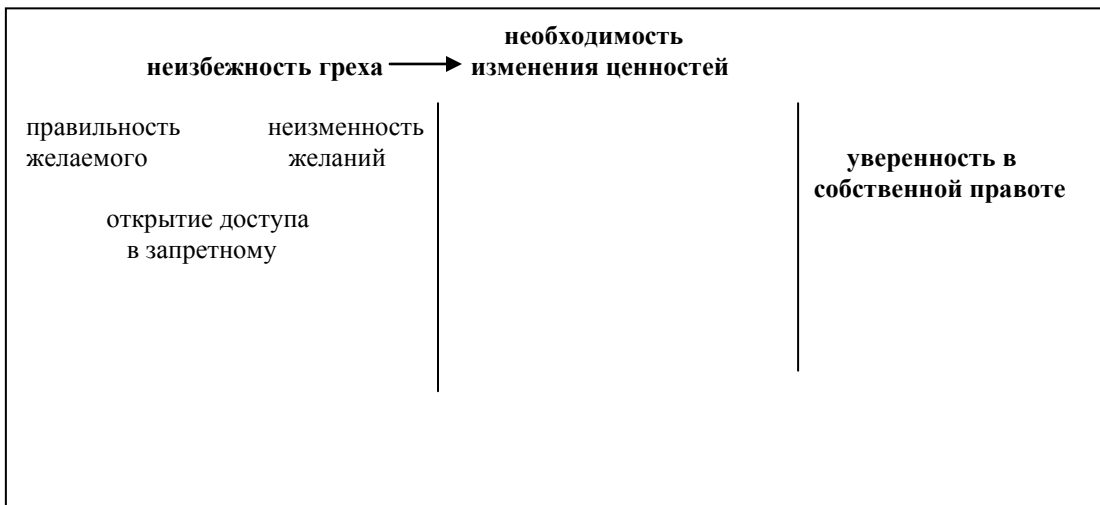 необходимость
неизбежность греха изменения ценностей
правильность неизменность
желаемого желаний
уверенность в
собственной правоте
открытие доступа
в запретному